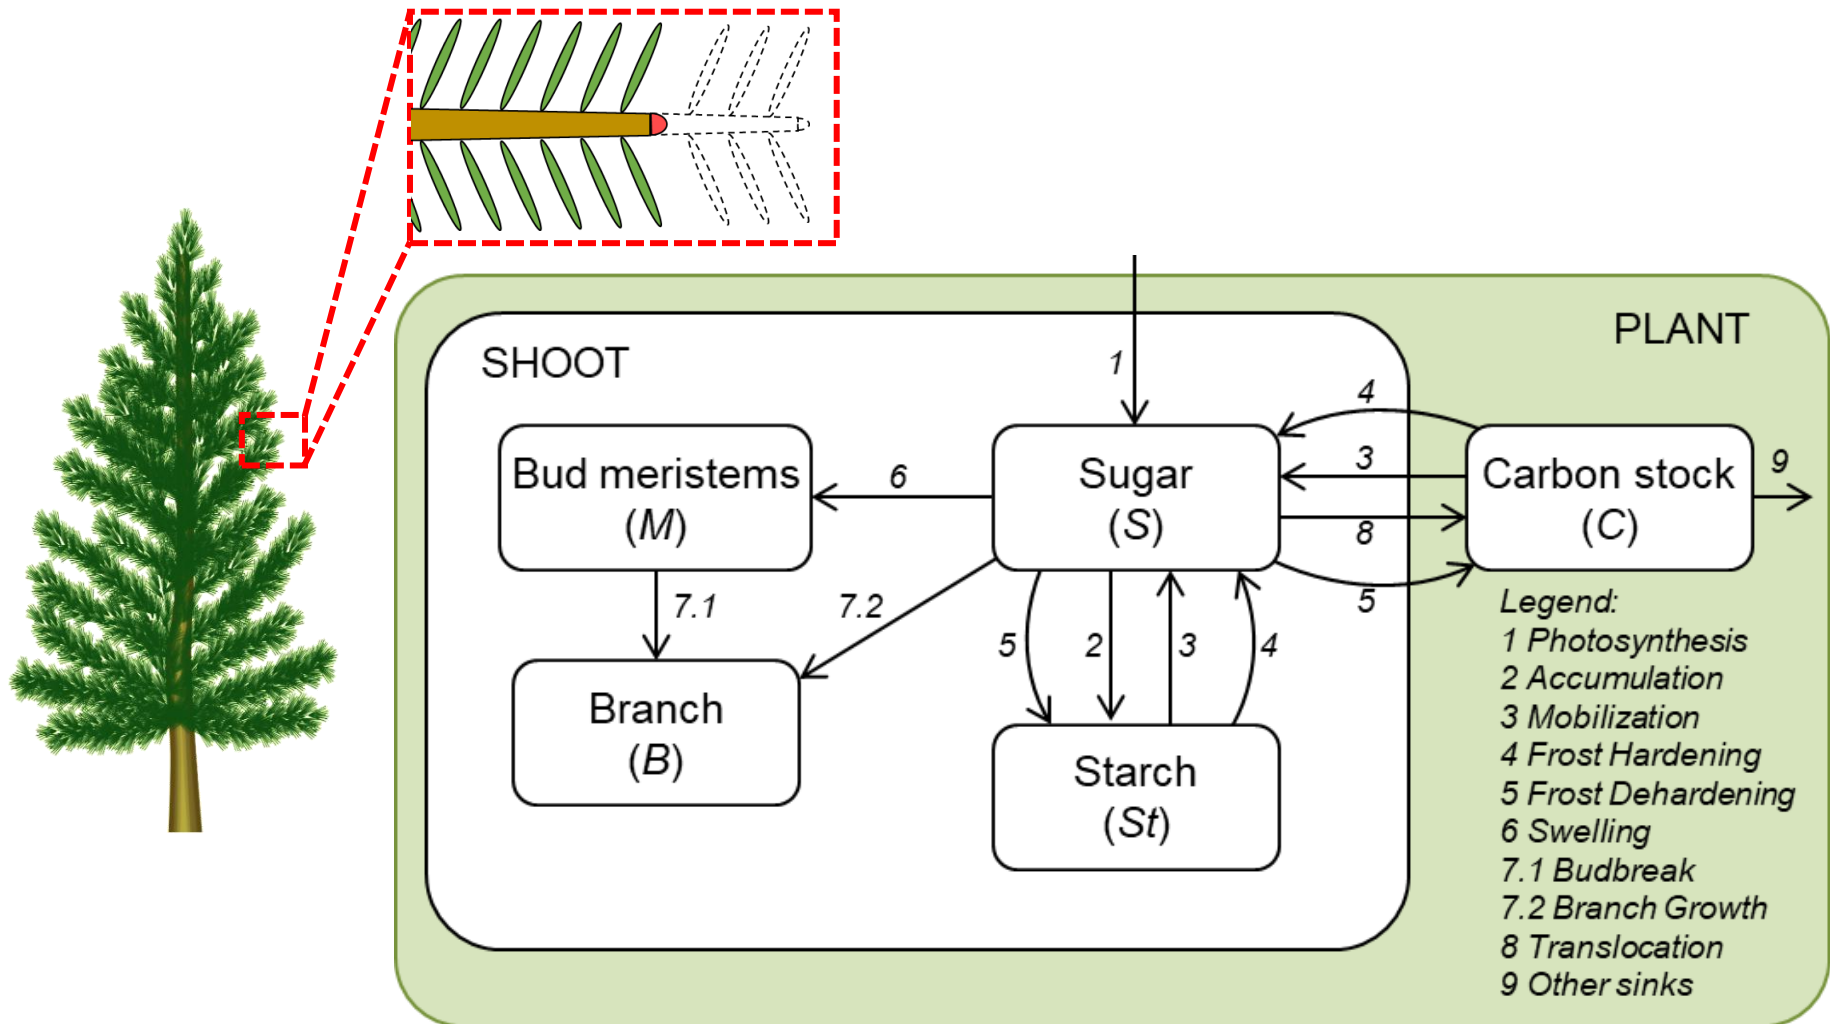 PLANT
SHOOT
1
4
Bud meristems
(M)
6
Sugar
(S)
3
8
5
Carbon stock
(C)
9
7.1
7.2
5
2
3
4
Branch
(B)
Starch
(St)
Legend:
1 Photosynthesis
2 Accumulation
3 Mobilization
4 Frost Hardening
5 Frost Dehardening
6 Swelling
7.1 Budbreak
7.2 Branch Growth
8 Translocation
9 Other sinks